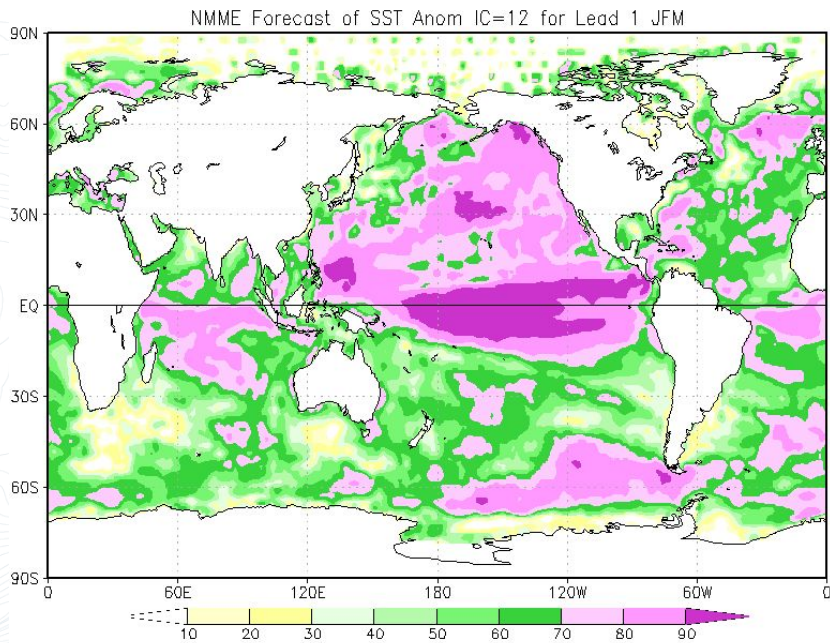 NMME Forecast of SST Anom IC=12 for Lead 1 JFM
90N
60N
30N
EQ
30S
60S
90S
0 60E 120E 180 120W 60W 0
10 20 30 40 50 60 70 80 90